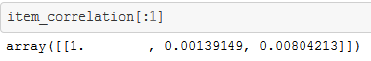 item_correlation[:1]
array([[1.        , 0.00139149, 0.00804213]])